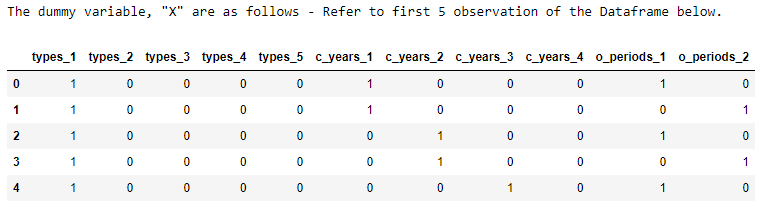 The dummy variable, "X" are as follows - Refer to first 5 observation of the Dataframe below.
types_1 types_2 types_3 types_4 types_5 c_years_1 c_years_2 c_years_3 c_years_4 o_periods_1 o_periods_2
0 1 0 0 0 0 1 0 0 0 1 0
1 1 0 0 0 0 1 0 0 0 0 1
2 1 0 0 0 0 0 1 0 0 1 0
3 1 0 0 0 0 0 1 0 0 0 1
4 1 0 0 0 0 0 0 1 0 1 0